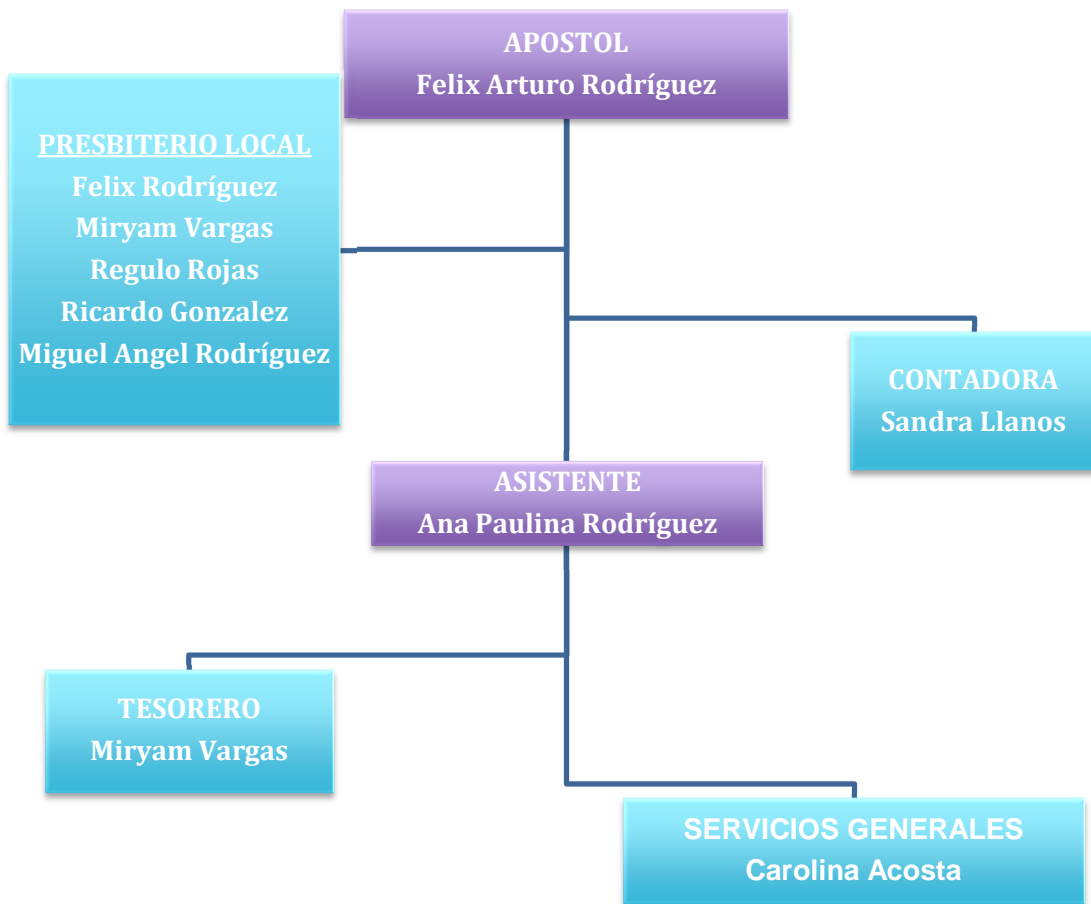 APOSTOL
Felix Arturo Rodríguez
PRESBITERIO LOCAL
Felix Rodríguez
Miryam Vargas
Regulo Rojas
Ricardo Gonzalez
Miguel Angel Rodríguez
CONTADORA
Sandra Llanos
ASISTENTE
Ana Paulina Rodríguez
TESORERO
Miryam Vargas
SERVICIOS GENERALES
Carolina Acosta